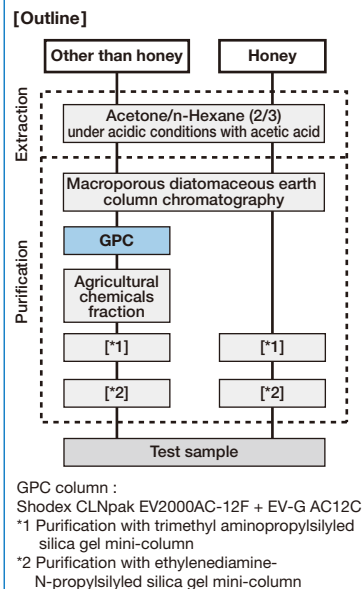 [Outline]
Other than honey
Honey
Extraction
Acetone/n-Hexane (2/3)
under acidic conditions with acetic acid
Purification
Macroporous diatomaceous earth
column chromatography
GPC
Agricultural
chemicals
fraction
[*1]
[*1]
[*2]
[*2]
Test sample
GPC column :
Shodex CLNpak EV2000AC-12F + EV-G AC12C
*1 Purification with trimethyl aminopropylsilyled
silica gel mini-column
*2 Purification with ethylenediamine-
N-propylsilyled silica gel mini-column